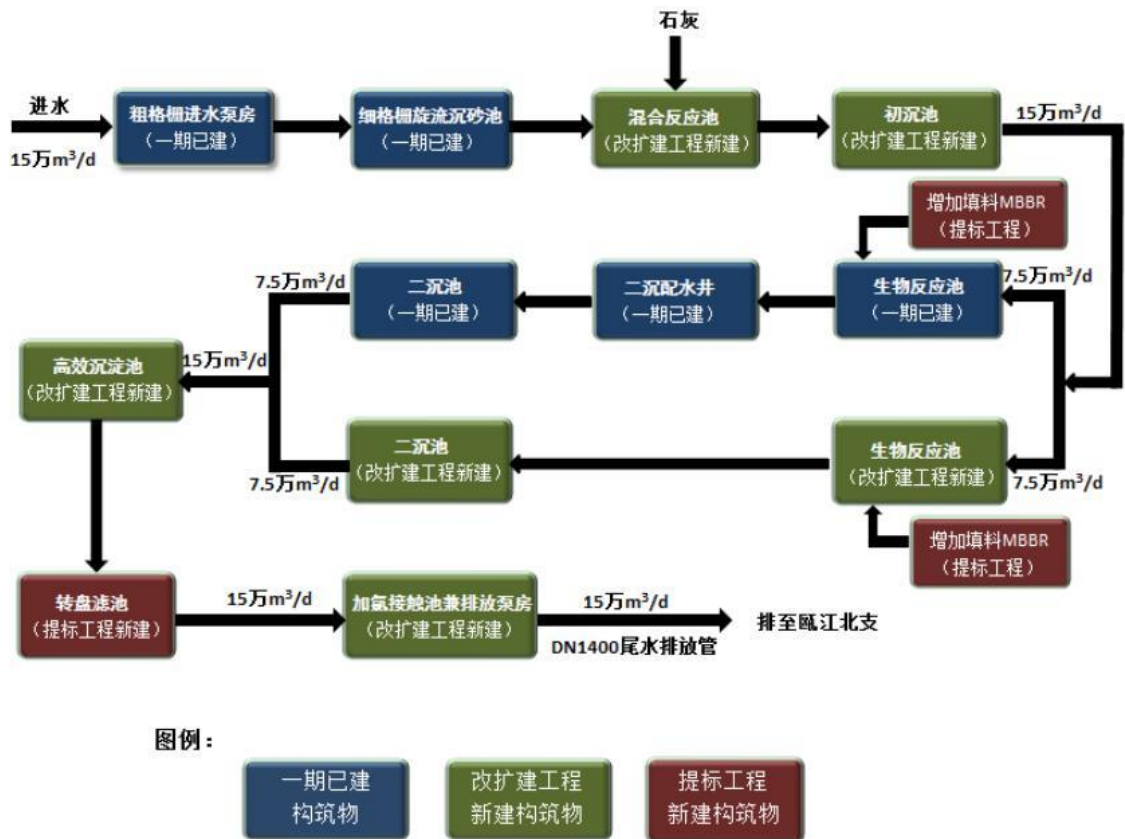 石灰
进水
15万m³/d
粗格栅进水泵房
（一期已建）
细格栅旋流沉砂池
（一期已建）
混合反应池
（改扩建工程新建）
初沉池
（改扩建工程新建）
15万m³/d
增加填料MBBR
（提标工程）
7.5万m³/d
二沉池
（一期已建）
二沉配水井
（一期已建）
生物反应池
（一期已建）
7.5万m³/d
高效沉淀池
（改扩建工程新建）
15万m³/d
二沉池
（改扩建工程新建）
7.5万m³/d
生物反应池
（改扩建工程新建）
7.5万m³/d
增加填料MBBR
（提标工程）
转盘滤池
（提标工程新建）
15万m³/d
加氯接触池兼排放泵房
（改扩建工程新建）
15万m³/d
DN1400尾水排放管
排至瓯江北支
图例：
一期已建
构筑物
改扩建工程
新建构筑物
提标工程
新建构筑物